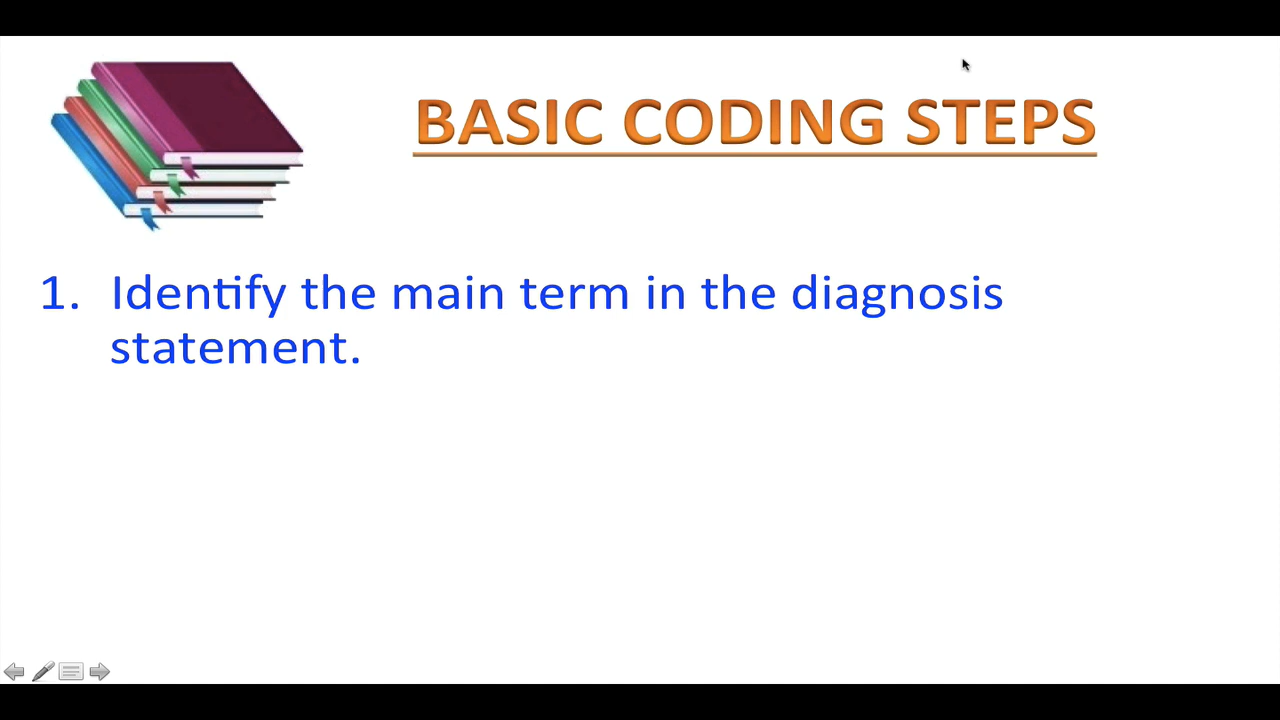 BASIC CODING STEPS
1. Identify the main term in the diagnosis
statement.